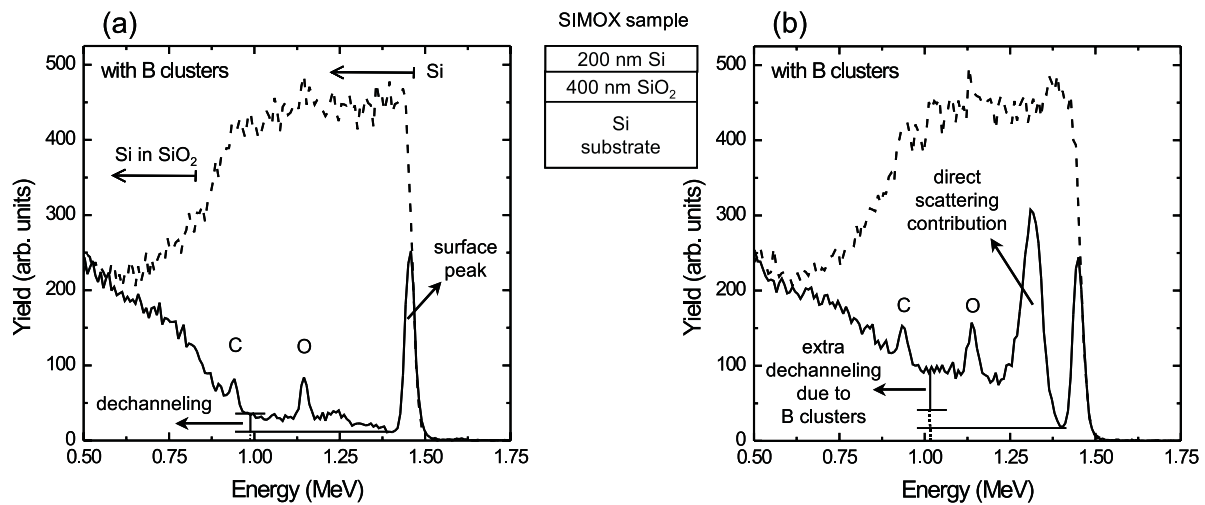 (a)
with B clusters
Si
Si in SiO2
surface
peak
C
O
dechanneling
Yield (arb. units)
500
400
300
200
100
0
0.50
0.75
1.00
1.25
1.50
1.75
Energy (MeV)
SIMOX sample
200 nm Si
400 nm SiO2
Si
substrate
(b)
with B clusters
direct
scattering
contribution
C
O
extra
dechanneling
due to
B clusters
Yield (arb. units)
500
400
300
200
100
0
0.50
0.75
1.00
1.25
1.50
1.75
Energy (MeV)